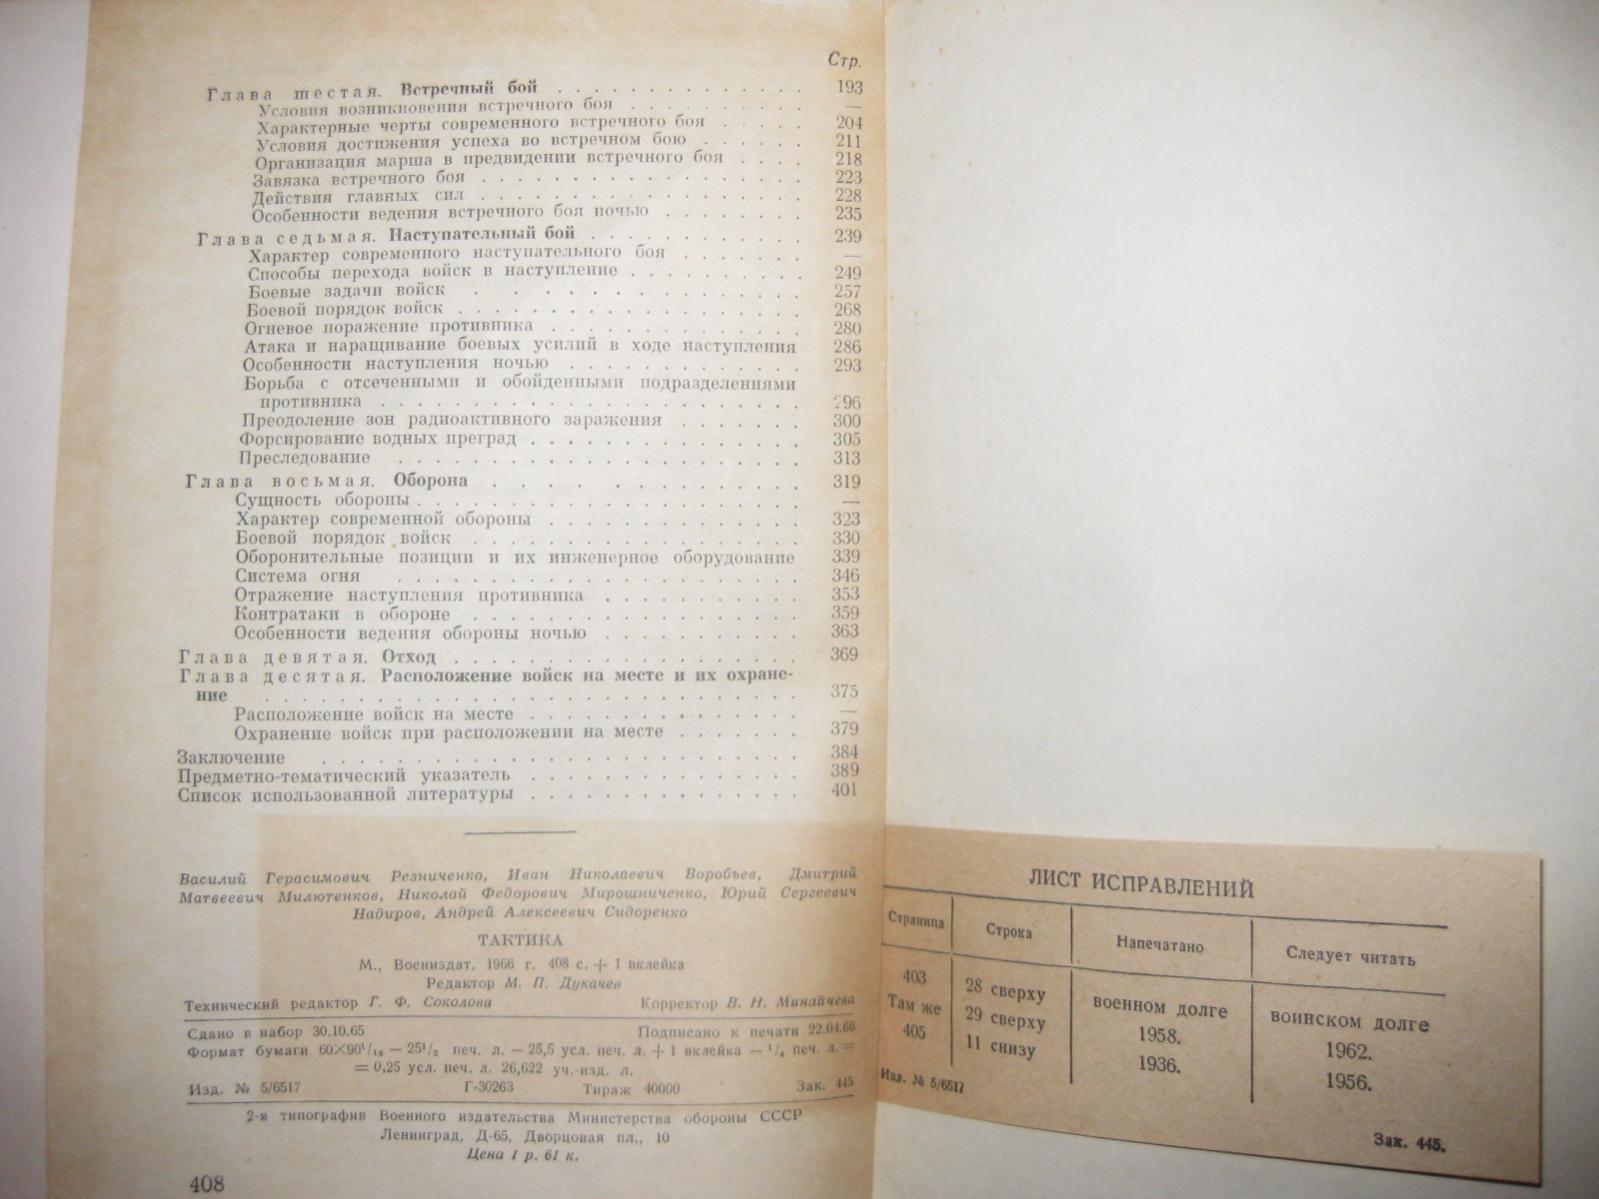 Стр.
Глава шестая. Встречный бой . . . . . . . . . . . . . . 193
Условия возникновения встречного боя . . . . . . . . . . —
Характерные черты современного встречного боя . . . . . 204
Условия достижения успеха во встречном бою . . . . . . 211
Организация марша в предвидении встречного боя . . . . 218
Завязка встречного боя . . . . . . . . . . . . . . . . . . 223
Действия главных сил . . . . . . . . . . . . . . . . . . 228
Особенности ведения встречного боя ночью . . . . . . . . 235
Глава седьмая. Наступательный бой . . . . . . . . . . . . 239
Характер современного наступательного боя . . . . . . . —
Способы перехода войск в наступление . . . . . . . . . . 249
Боевые задачи войск . . . . . . . . . . . . . . . 257
Боевой порядок войск . . . . . . . . . . . . . . . . . . 268
Огневое поражение противника . . . . . . . . . . . . . . 280
Атака и наращивание боевых усилий в ходе наступления 286
Особенности наступления ночью . . . . . . . . . . . . . 293
Борьба с отсеченными и обойденными подразделениями
противника . . . . . . . . . . . . . . . . . . . . . . 296
Преодоление зон радиоактивного заражения . . . . . . . 300
Форсирование водных преград . . . . . . . . . . . . . . . 305
Преследование . . . . . . . . . . . . . . . . . . . . . 313
Глава восьмая. Оборона . . . . . . . . . . . . . . 319
Сущность обороны . . . . . . . . . . . . . . . . . . . . —
Характер современной обороны . . . . . . . . . . . . . . 323
Боевой порядок войск . . . . . . . . . . . . . . . . . 330
Оборонительные позиции и их инженерное оборудование 339
Система огня . . . . . . . . . . . . . . . . . . . . . 346
Отражение наступления противника . . . . . . . . . . . 353
Контратаки в обороне . . . . . . . . . . . . . . . . . 359
Особенности ведения обороны ночью . . . . . . . . . . . 363
Глава девятая. Отход . . . . . . . . . . . . . . . . . . 369
Глава десятая. Расположение войск на месте и их охране-
ние . . . . . . . . . . . . . . . . . . . . . . . . . . . . 375
Расположение войск на месте . . . . . . . . . . . . . . . —
Охранение войск при расположении на месте . . . . . . . 379
Заключение . . . . . . . . . . . . . . . . . . . . . . . . . 384
Предметно-тематический указатель . . . . . . . . . . . . . . . 389
Список использованной литературы . . . . . . . . . . . . . . . 401
Василий Герасимович Резниченко, Иван Николаевич Воробьев, Дмитрий
Матвеевич Милютенков, Николай Федорович Мирошниченко, Юрий Сергеевич
Надиров, Андрей Алексеевич Сидоренко
ТАКТИКА
М., Воениздат, 1966 г. 408 с. + 1 вклейка
Редактор М. П. Дукачев
Технический редактор Г. Ф. Соколова Корректор В. Н. Минайчева
Сдано в набор 30.10.65 Подписано к печати 22.04.66
Формат бумаги 60×90¹/₁₆ — 25¹/₂ печ. л. — 25,5 усл. печ. л. + 1 вклейка — ¹/₄ печ. л. =
= 0,25 усл. печ. л. 26,622 уч.-изд. л.
Изд. № 5/6517 Г-30263 Тираж 40000 Зак. 445
2-я типография Военного издательства Министерства обороны СССР
Ленинград, Д-65, Дворцовая пл., 10
Цена 1 р. 61 к.
408
ЛИСТ ИСПРАВЛЕНИЙ
Страница Строка Напечатано Следует читать
403 28 сверху военном долге воинском долге
Там же 29 сверху 1958. 1962.
405 11 снизу 1936. 1956.
Изд. № 5/6517
Зак. 445.